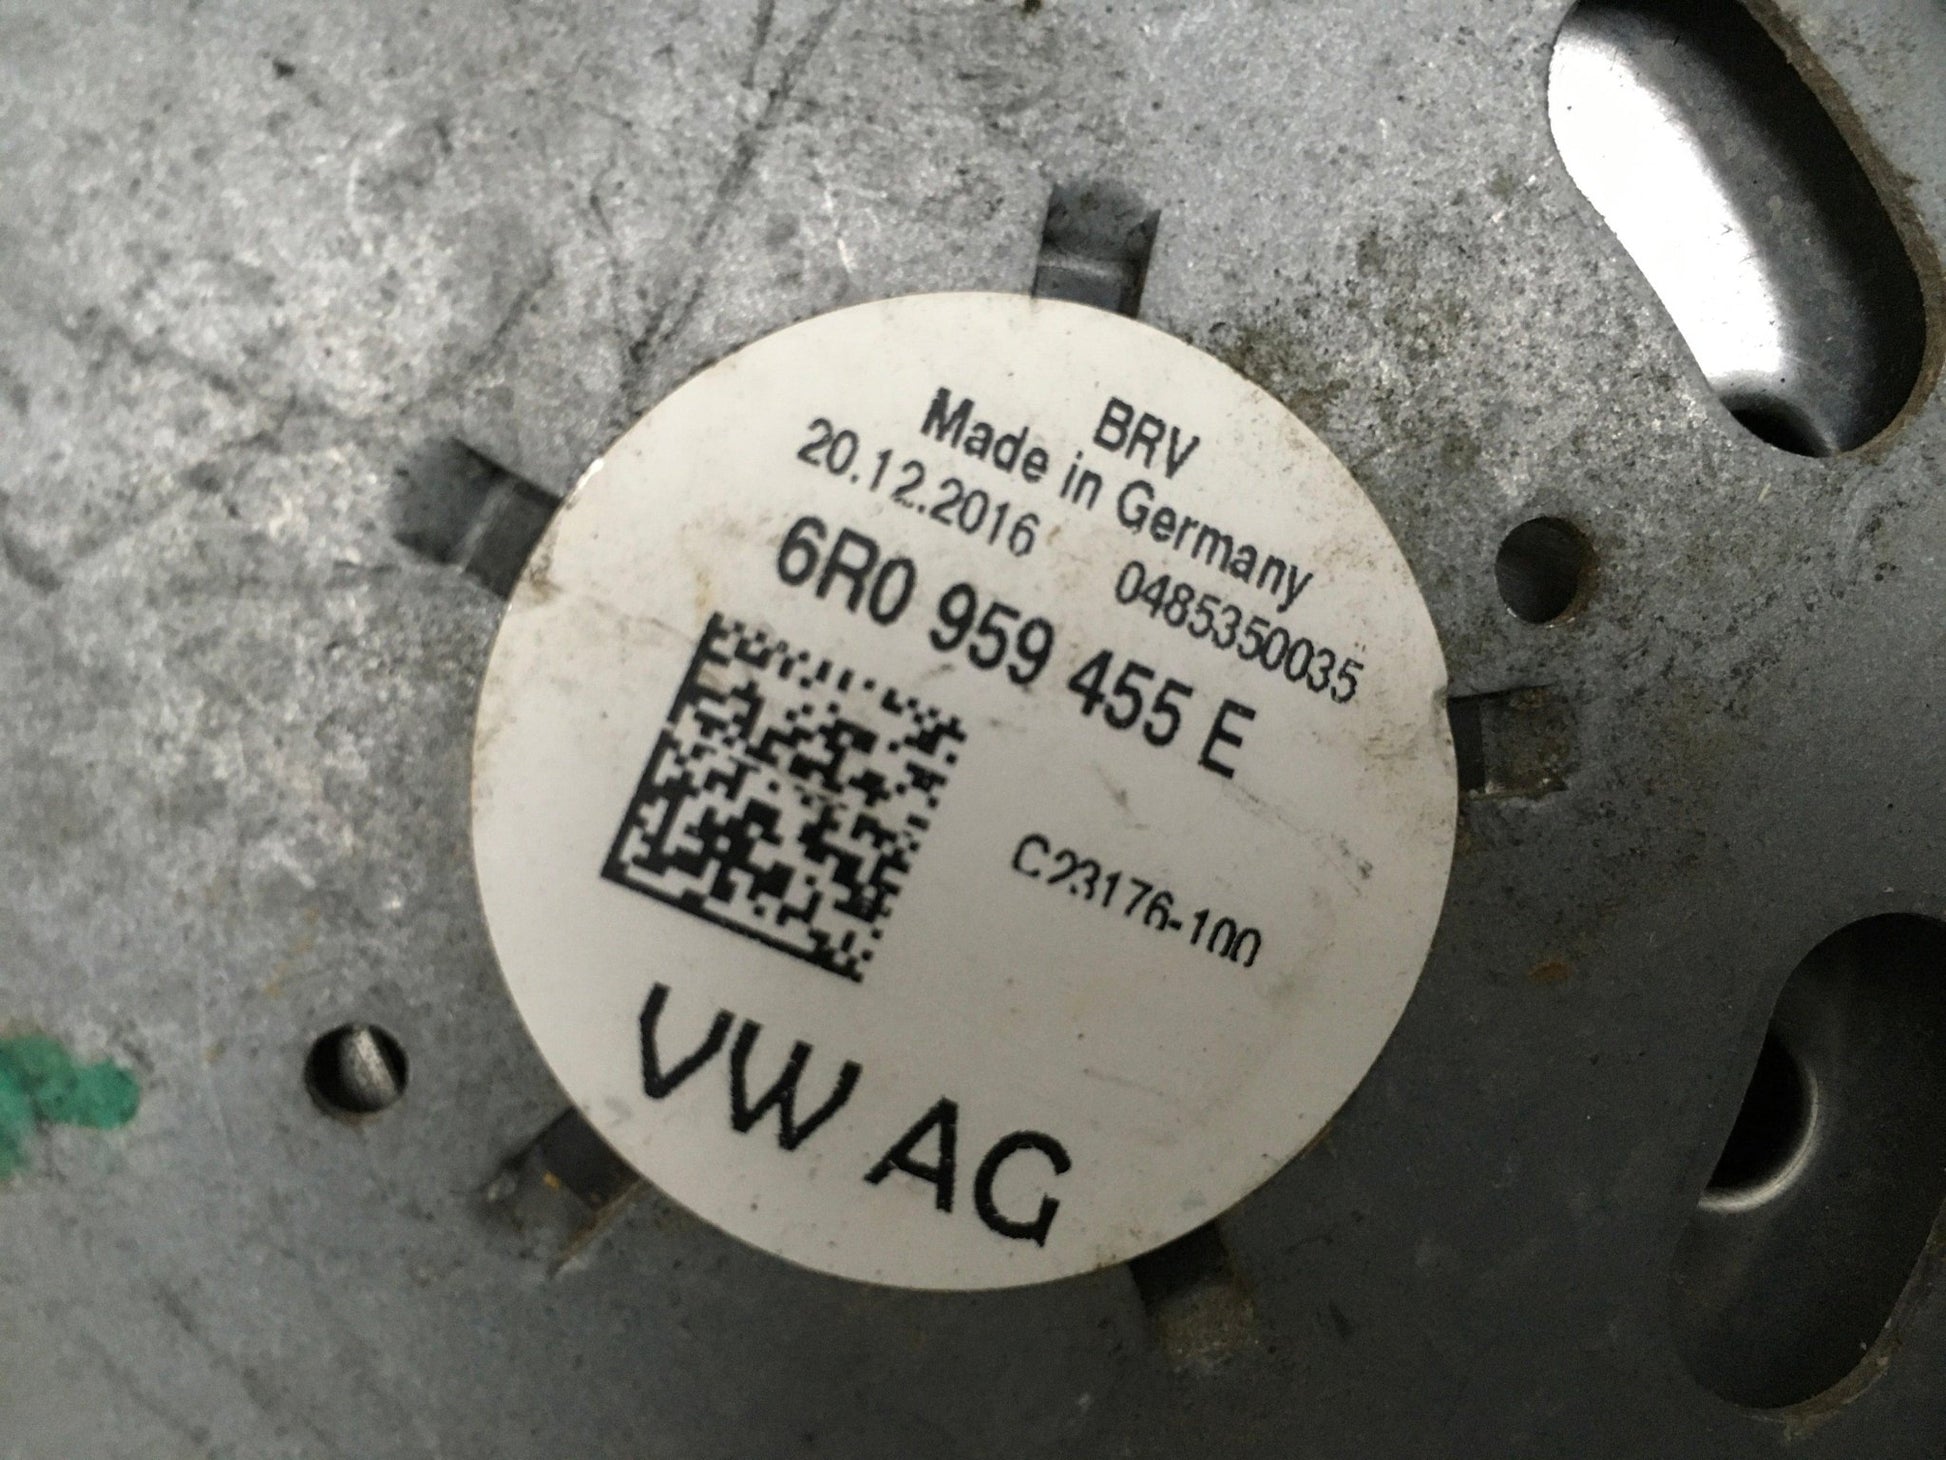 BRV
Made in Germany
20.12.2016 0485350035
6R0 959 455 E
C23176-100
VW AG